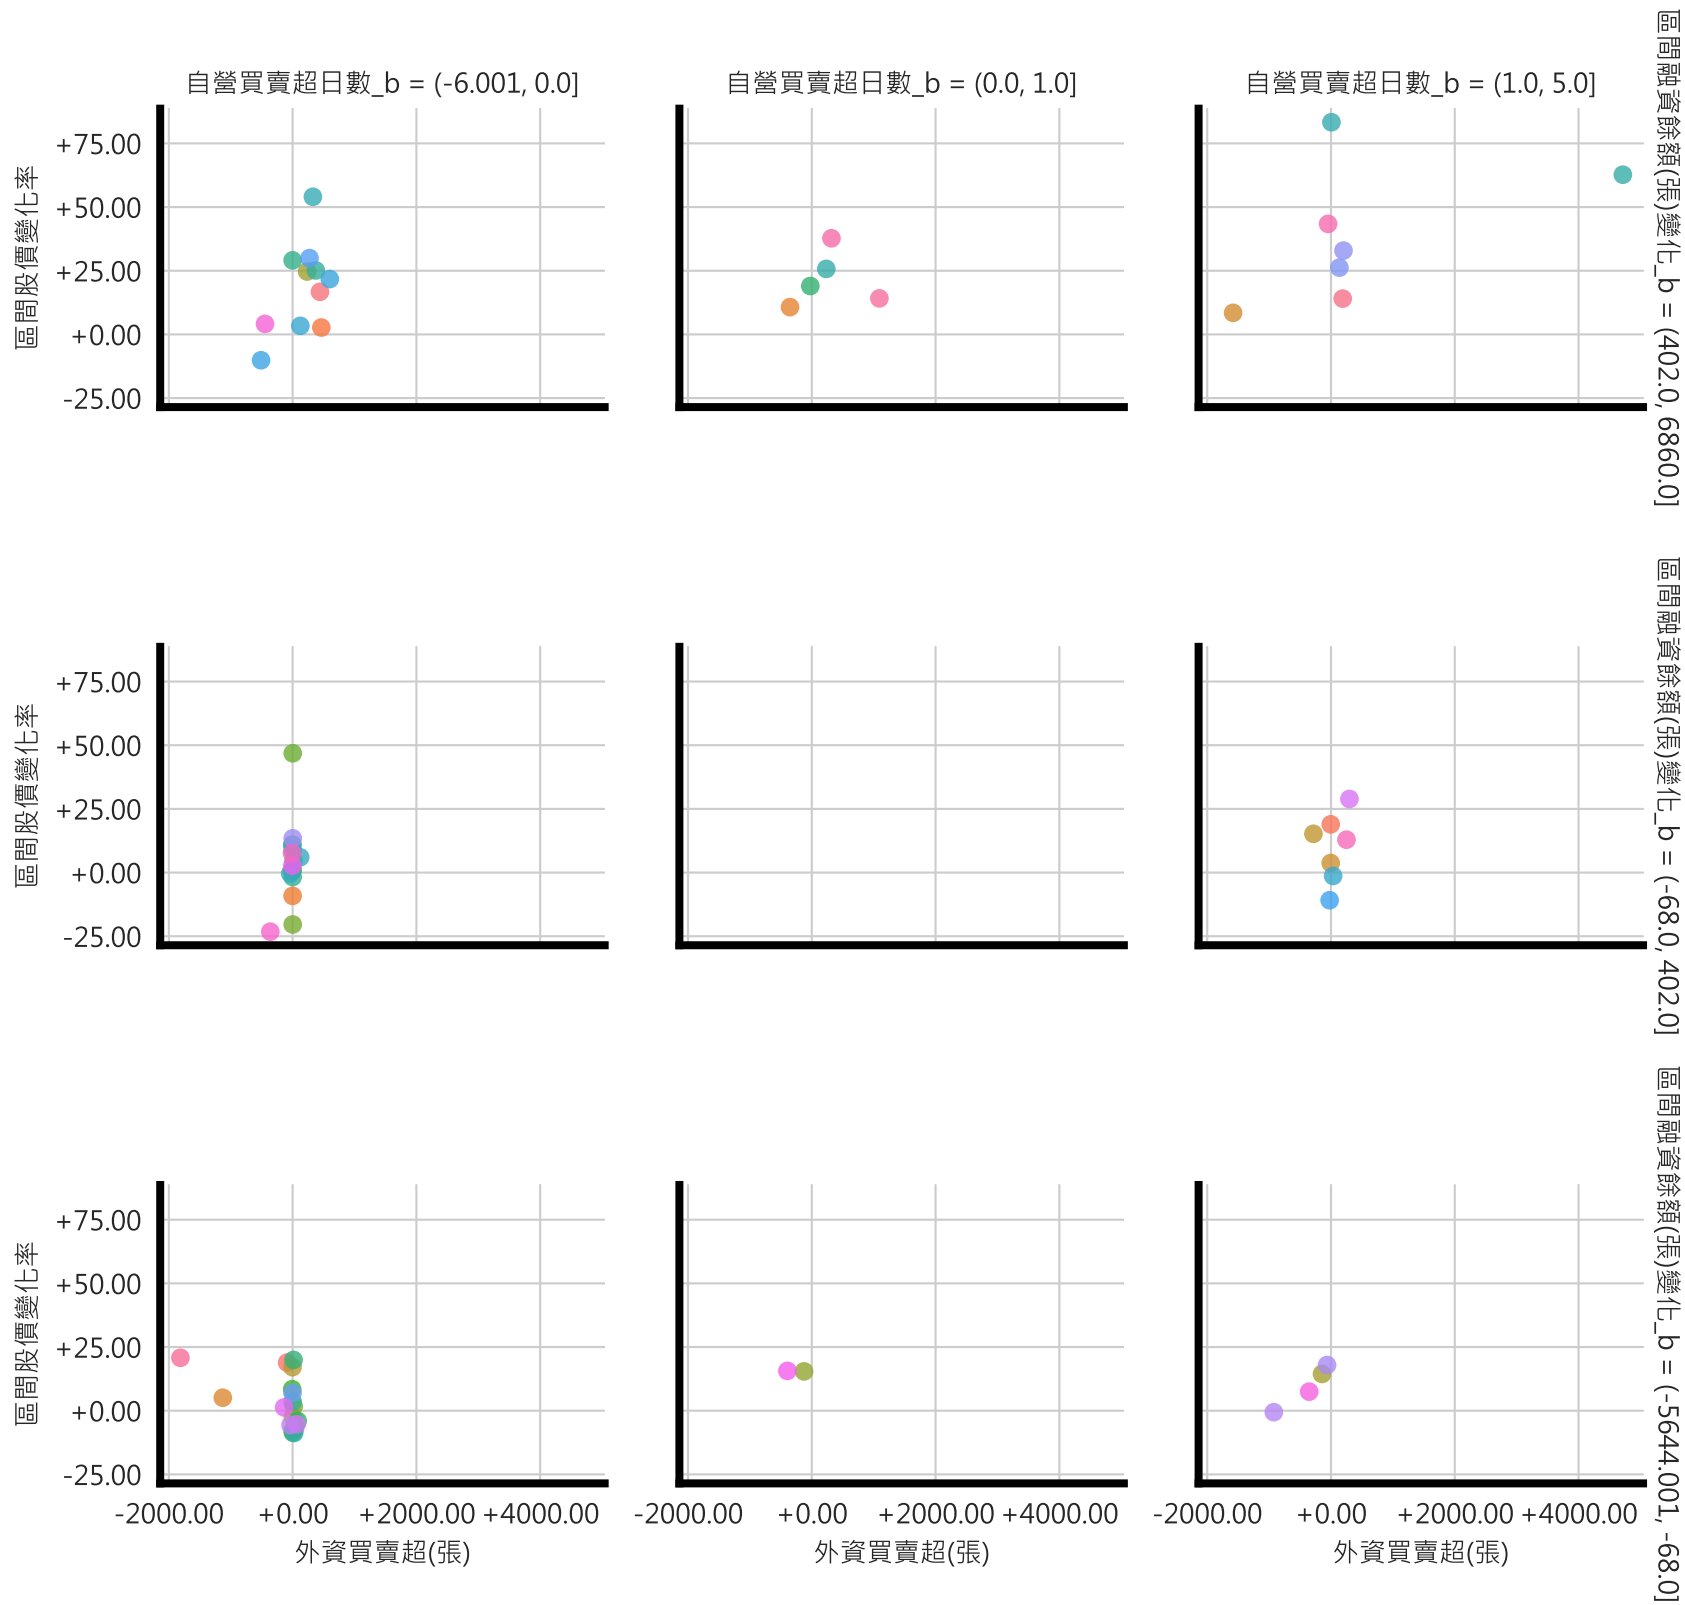 自營買賣超日數_b = (-6.001, 0.0]
自營買賣超日數_b = (0.0, 1.0]
自營買賣超日數_b = (1.0, 5.0]
區間股價變化率
+75.00
+50.00
+25.00
+0.00
-25.00
區間融資餘額(張)變化_b = (402.0, 6860.0]
區間股價變化率
+75.00
+50.00
+25.00
+0.00
-25.00
區間融資餘額(張)變化_b = (-68.0, 402.0]
區間股價變化率
+75.00
+50.00
+25.00
+0.00
-25.00
區間融資餘額(張)變化_b = (-5644.001, -68.0]
-2000.00 +0.00 +2000.00 +4000.00
-2000.00 +0.00 +2000.00 +4000.00
-2000.00 +0.00 +2000.00 +4000.00
外資買賣超(張)
外資買賣超(張)
外資買賣超(張)